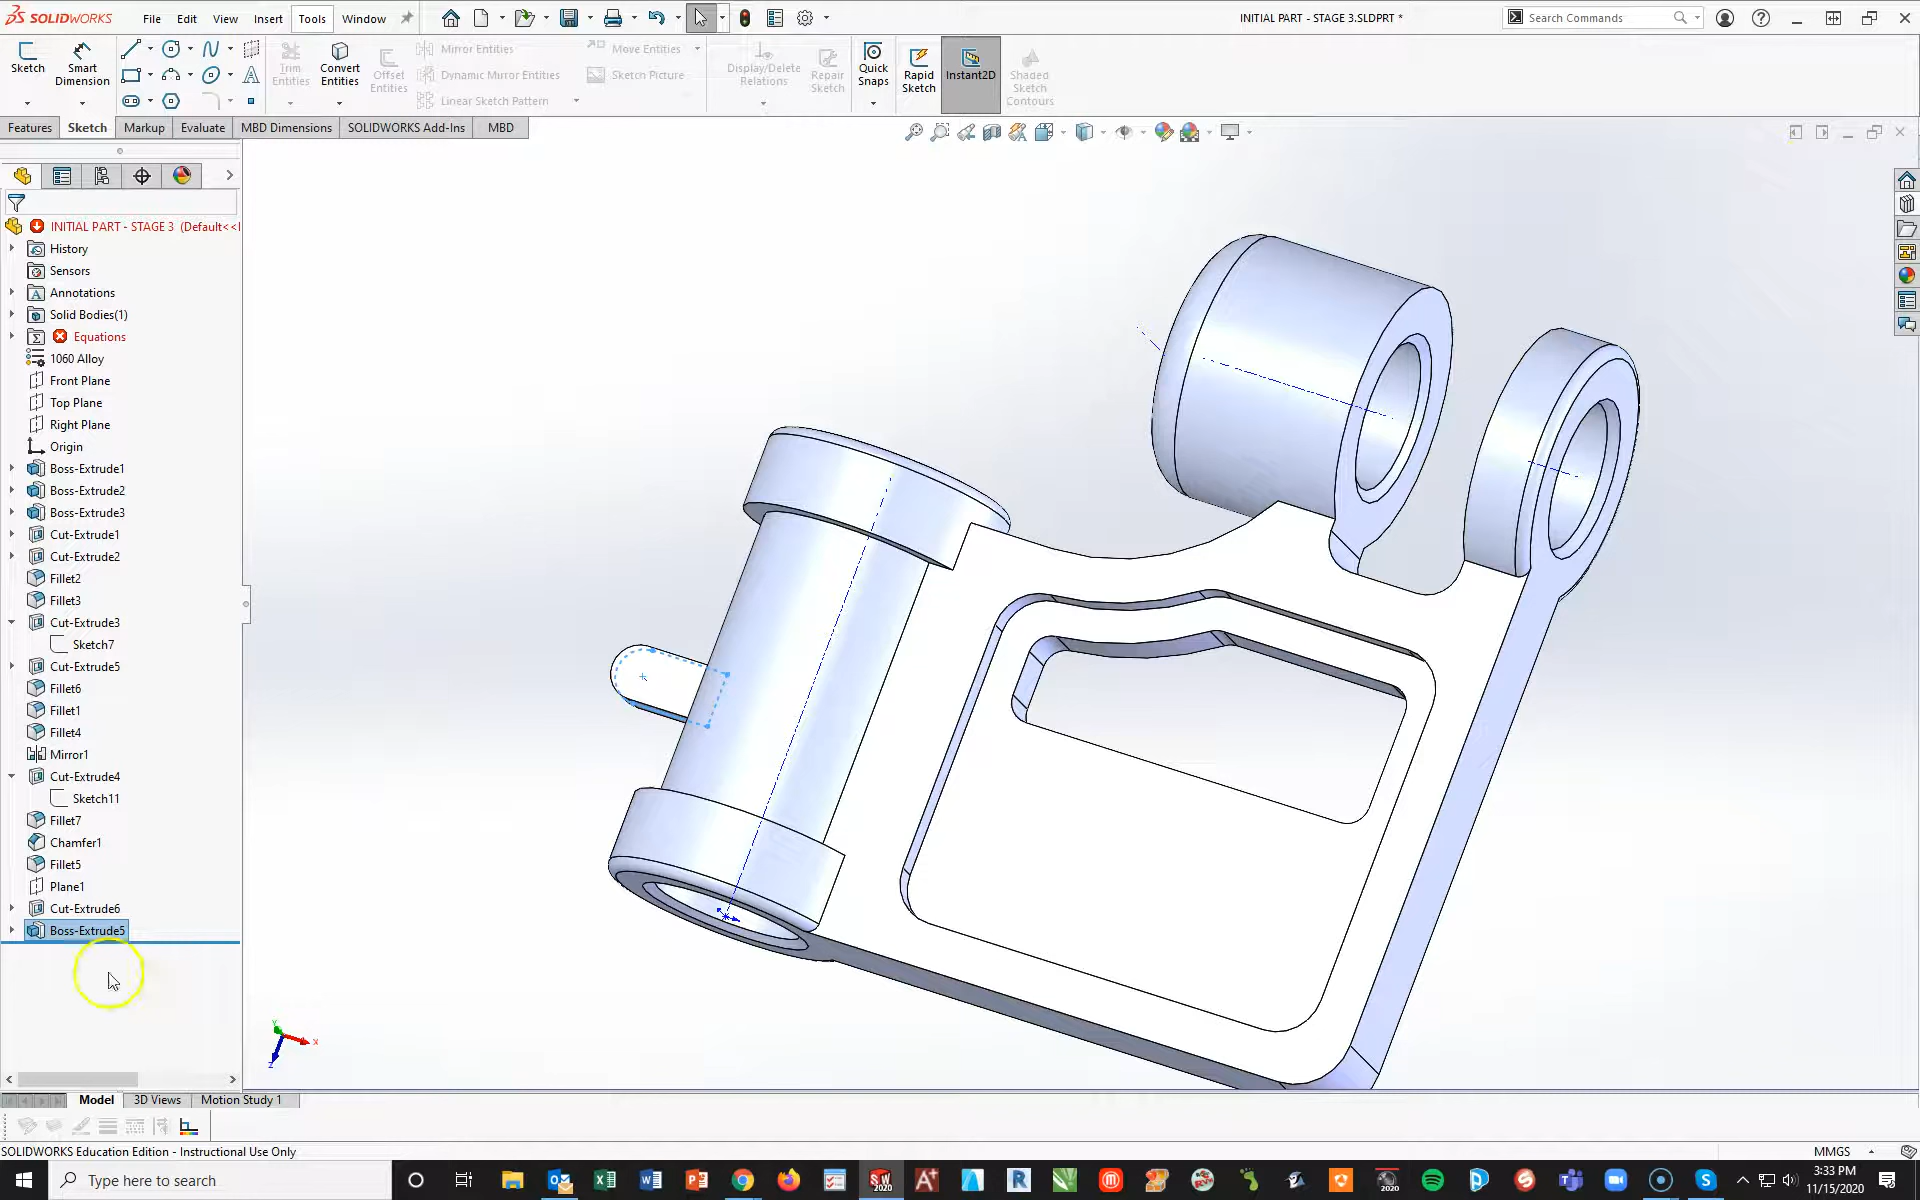 SOLIDWORKS
File Edit View Insert Tools Window
INITIAL PART - STAGE 3.SLDPRT *
Search Commands
Sketch
Smart Dimension
Trim Entities
Convert Entities
Offset Entities
Mirror Entities
Dynamic Mirror Entities
Linear Sketch Pattern
Move Entities
Sketch Picture
Display/Delete Relations
Repair Sketch
Quick Snaps
Rapid Sketch
Instant2D
Shaded Sketch Contours
Features Sketch Markup Evaluate MBD Dimensions SOLIDWORKS Add-Ins MBD
INITIAL PART - STAGE 3 (Default<<
History
Sensors
Annotations
Solid Bodies(1)
Equations
1060 Alloy
Front Plane
Top Plane
Right Plane
Origin
Boss-Extrude1
Boss-Extrude2
Boss-Extrude3
Cut-Extrude1
Cut-Extrude2
Fillet2
Fillet3
Cut-Extrude3
Sketch7
Cut-Extrude5
Fillet6
Fillet1
Fillet4
Mirror1
Cut-Extrude4
Sketch11
Fillet7
Chamfer1
Fillet5
Plane1
Cut-Extrude6
Boss-Extrude5
Y
X
Z
Model 3D Views Motion Study 1
SOLIDWORKS Education Edition - Instructional Use Only
MMGS
Type here to search
3:33 PM
11/15/2020